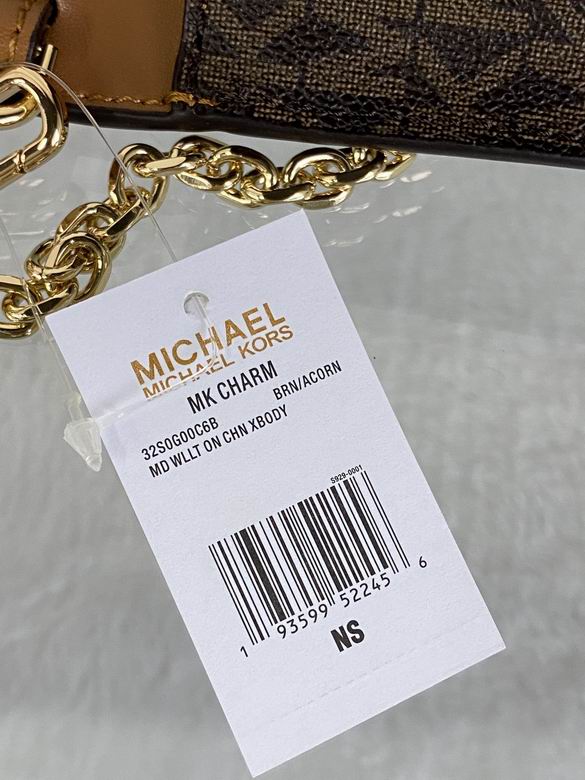 MICHAEL
MICHAEL KORS
MK CHARM
32S0G00C6B BRN/ACORN
MD WLLT ON CHN XBODY
S929-0001
1 93599 52245 6
NS